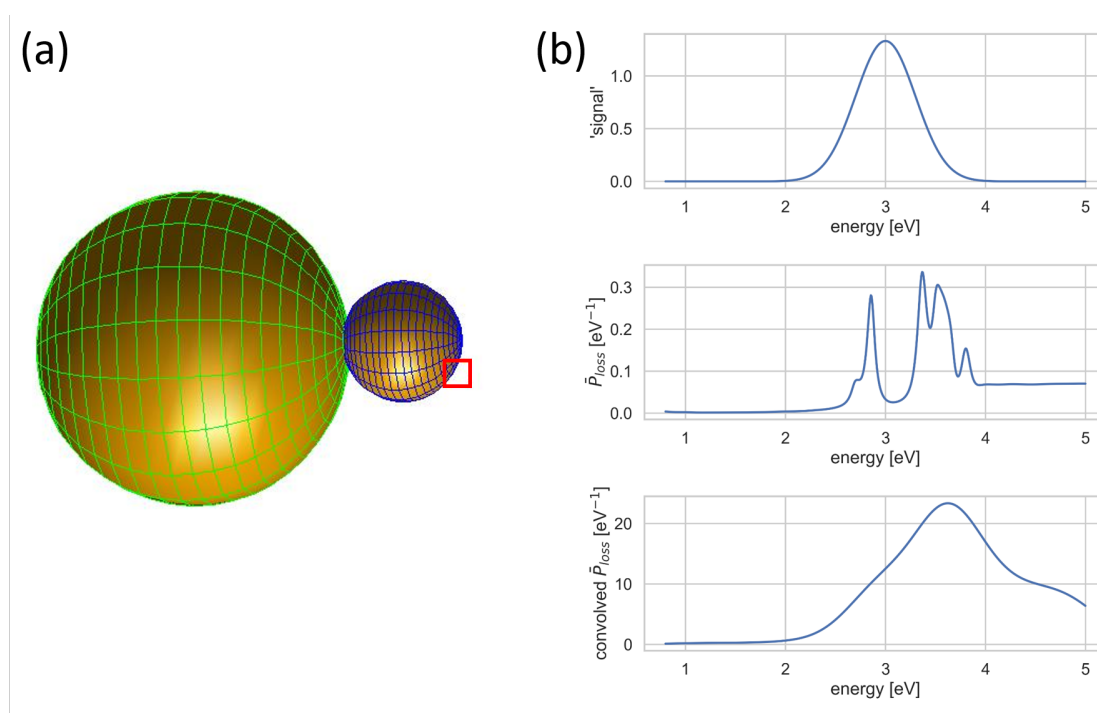 (a)
(b)
'signal'
1.0
0.5
0.0
1 2 3 4 5
energy [eV]
P̄loss [eV⁻¹]
0.3
0.2
0.1
0.0
1 2 3 4 5
energy [eV]
convolved P̄loss [eV⁻¹]
20
10
0
1 2 3 4 5
energy [eV]